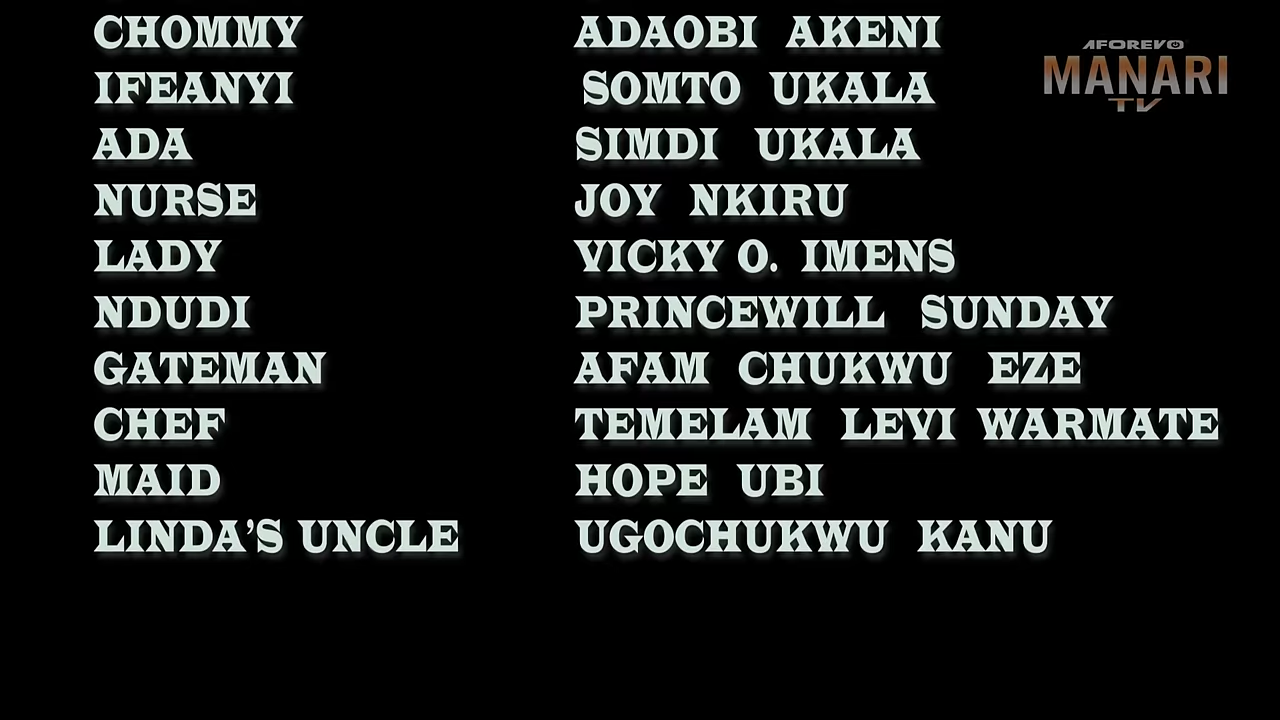 CHOMMY ADAOBI AKENI
IFEANYI SOMTO UKALA
ADA SIMDI UKALA
NURSE JOY NKIRU
LADY VICKY O. IMENS
NDUDI PRINCEWILL SUNDAY
GATEMAN AFAM CHUKWU EZE
CHEF TEMELAM LEVI WARMATE
MAID HOPE UBI
LINDA'S UNCLE UGOCHUKWU KANU
AFOREVO
MANARI
TV